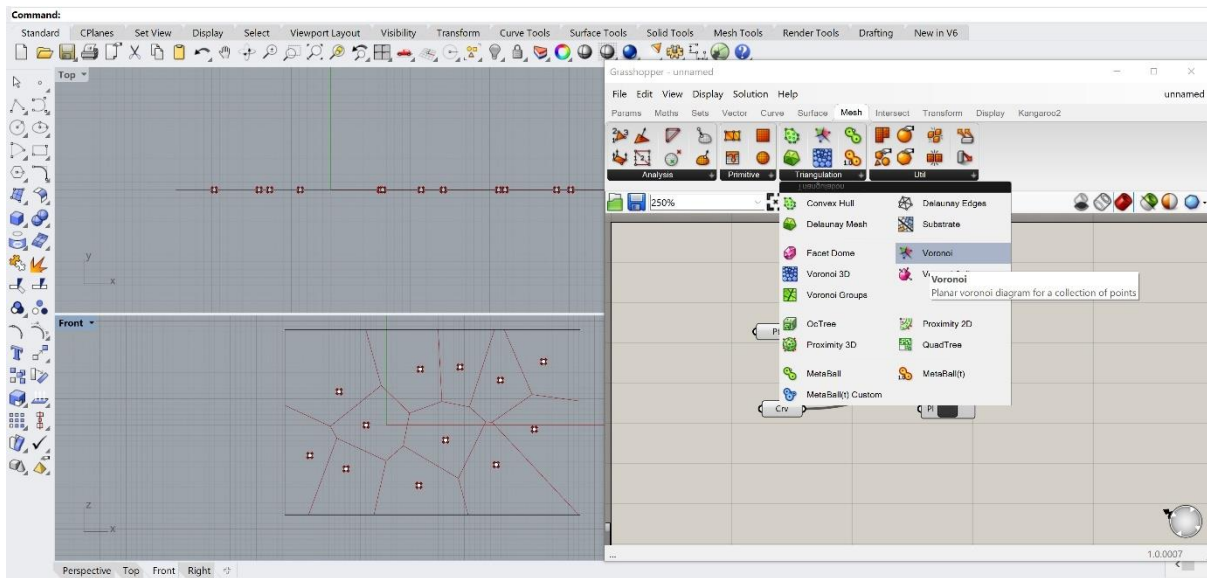 Command:
Standard CPlanes Set View Display Select Viewport Layout Visibility Transform Curve Tools Surface Tools Solid Tools Mesh Tools Render Tools Drafting New in V6
Top
Grasshopper - unnamed
File Edit View Display Solution Help unnamed
Params Maths Sets Vector Curve Surface Mesh Intersect Transform Display Kangaroo2
Analysis Primitive Triangulation Util
250%
Triangulation
Convex Hull Delaunay Edges
Delaunay Mesh Substrate
Facet Dome Voronoi
Voronoi 3D
Voronoi
Planar voronoi diagram for a collection of points
Voronoi Groups
OcTree Proximity 2D
Proximity 3D QuadTree
MetaBall MetaBall(t)
MetaBall(t) Custom
Crv Pl
y
x
Front
z
x
... 1.0.0007
Perspective Top Front Right